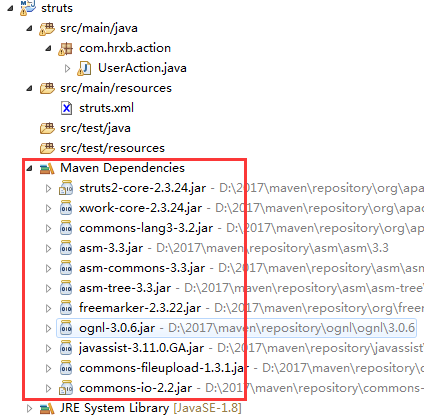 struts
src/main/java
com.hrxb.action
UserAction.java
src/main/resources
struts.xml
src/test/java
src/test/resources
Maven Dependencies
struts2-core-2.3.24.jar - D:\2017\maven\repository\org\apac
xwork-core-2.3.24.jar - D:\2017\maven\repository\org\apac
commons-lang3-3.2.jar - D:\2017\maven\repository\org\a
asm-3.3.jar - D:\2017\maven\repository\asm\asm\3.3
asm-commons-3.3.jar - D:\2017\maven\repository\asm\a
asm-tree-3.3.jar - D:\2017\maven\repository\asm\asm-tre
freemarker-2.3.22.jar - D:\2017\maven\repository\org\free
ognl-3.0.6.jar - D:\2017\maven\repository\ognl\ognl\3.0.6
javassist-3.11.0.GA.jar - D:\2017\maven\repository\javassist\
commons-fileupload-1.3.1.jar - D:\2017\maven\repository
commons-io-2.2.jar - D:\2017\maven\repository\commons-
JRE System Library [JavaSE-1.8]